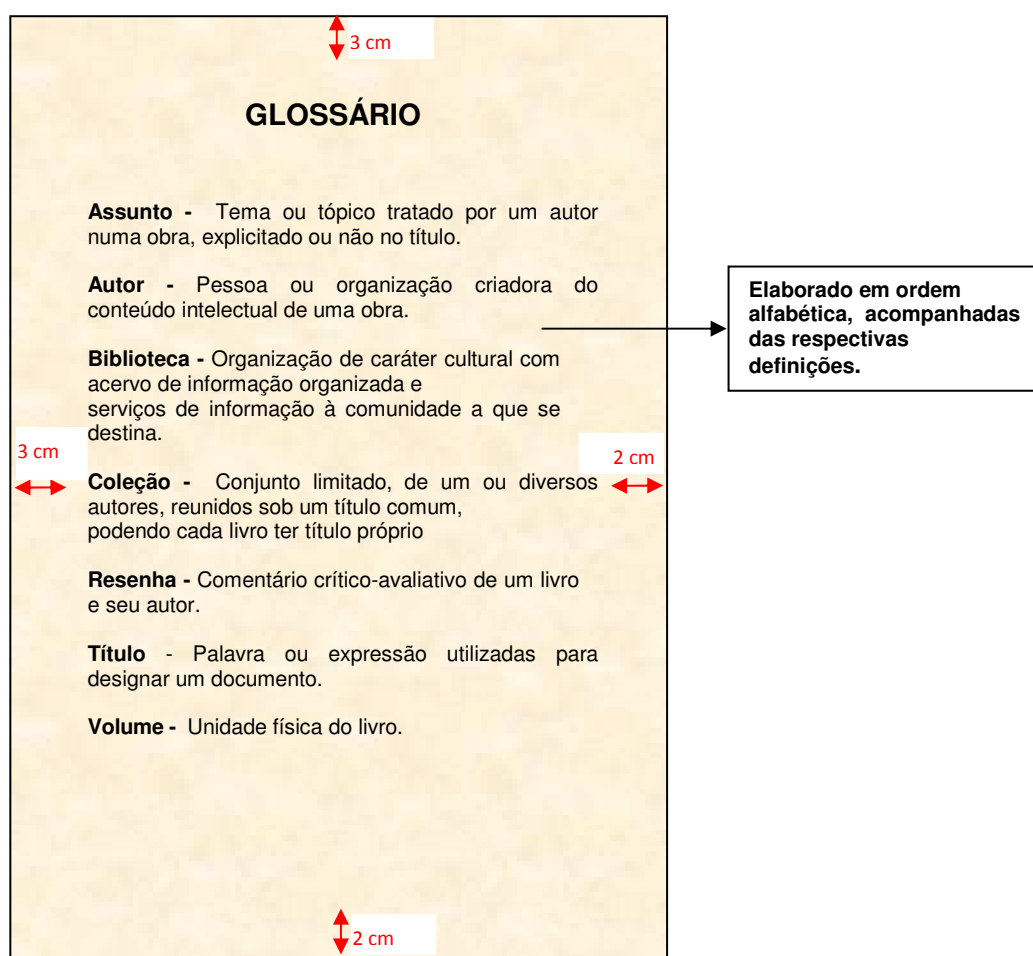 3 cm
GLOSSÁRIO
Assunto - Tema ou tópico tratado por um autor
numa obra, explicitado ou não no título.
Autor - Pessoa ou organização criadora do
conteúdo intelectual de uma obra.
Biblioteca - Organização de caráter cultural com
acervo de informação organizada e
serviços de informação à comunidade a que se
destina.
Coleção - Conjunto limitado, de um ou diversos
autores, reunidos sob um título comum,
podendo cada livro ter título próprio
Resenha - Comentário crítico-avaliativo de um livro
e seu autor.
Título - Palavra ou expressão utilizadas para
designar um documento.
Volume - Unidade física do livro.
3 cm
2 cm
2 cm
Elaborado em ordem
alfabética, acompanhadas
das respectivas
definições.